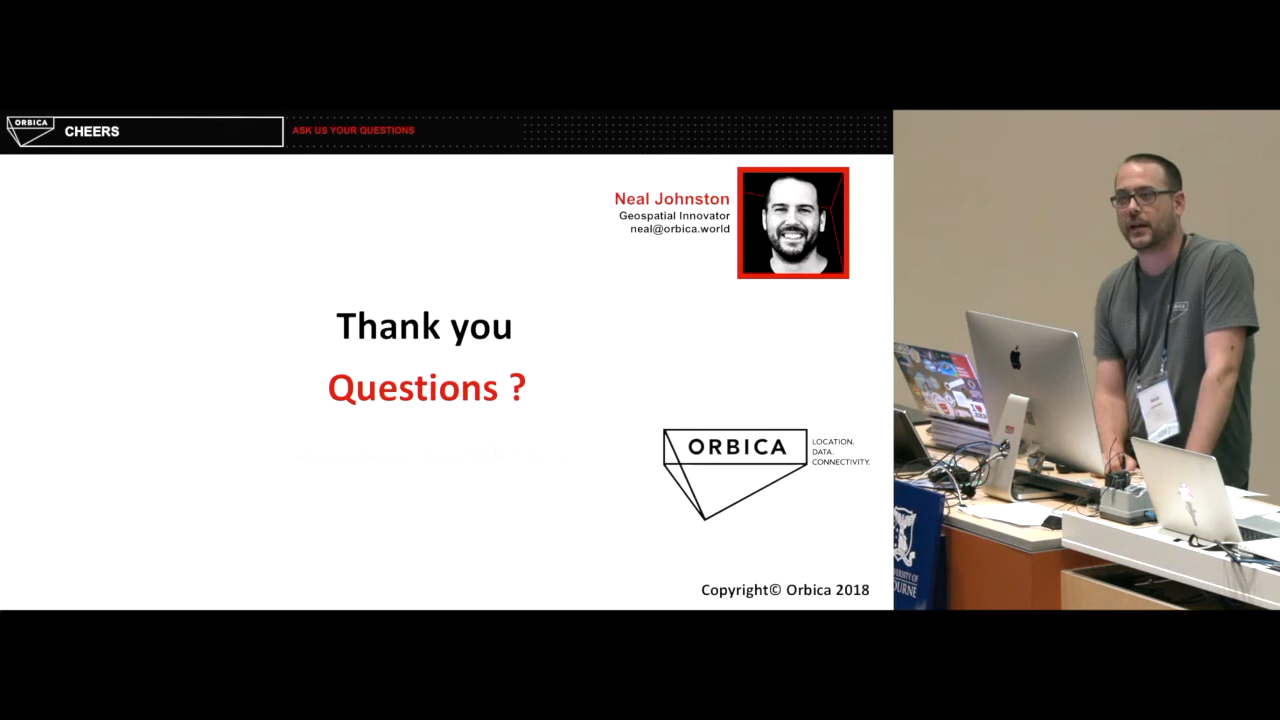 ORBICA
CHEERS
ASK US YOUR QUESTIONS
Neal Johnston
Geospatial Innovator
neal@orbica.world
Thank you
Questions ?
ORBICA
LOCATION.
DATA.
CONNECTIVITY.
Copyright© Orbica 2018